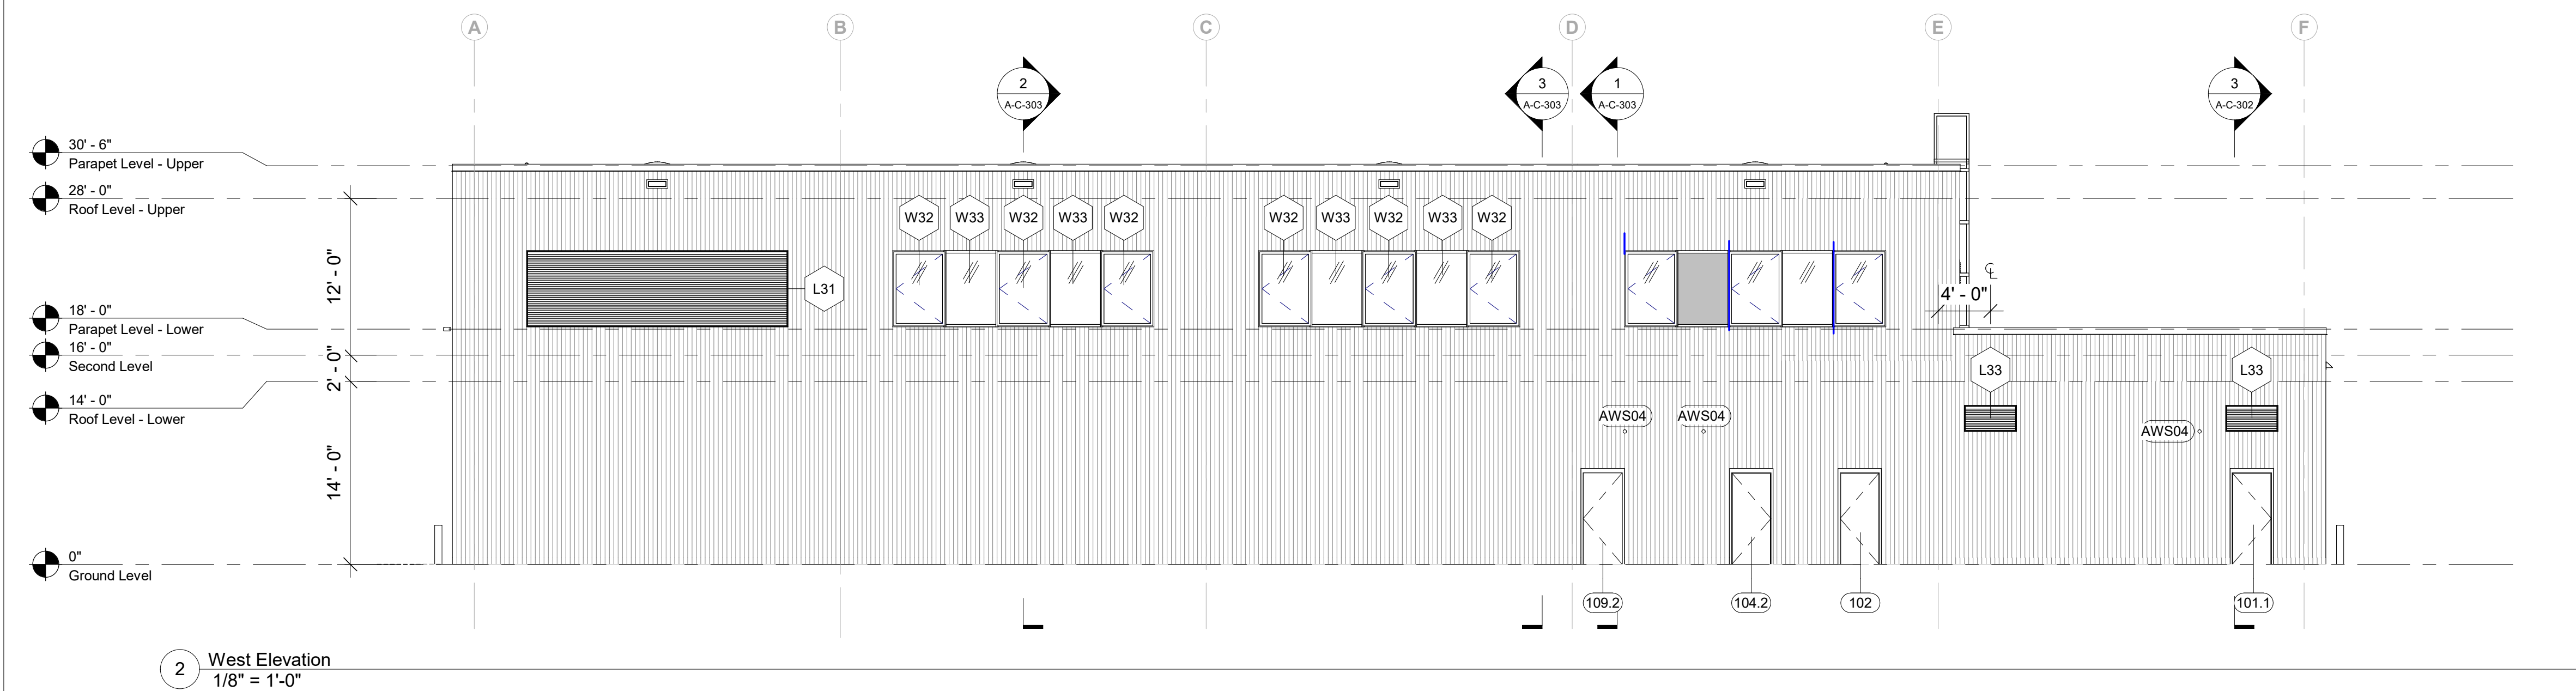 A
B
C
D
E
F
2
A-C-303
3
A-C-303
1
A-C-303
3
A-C-302
30' - 6"
Parapet Level - Upper
28' - 0"
Roof Level - Upper
18' - 0"
Parapet Level - Lower
16' - 0"
Second Level
14' - 0"
Roof Level - Lower
0"
Ground Level
12' - 0"
2' - 0"
14' - 0"
W32
W33
W32
W33
W32
W32
W33
W32
W33
W32
L31
4' - 0"
L33
L33
AWS04
AWS04
AWS04
109.2
104.2
102
101.1
2
West Elevation
1/8" = 1'-0"